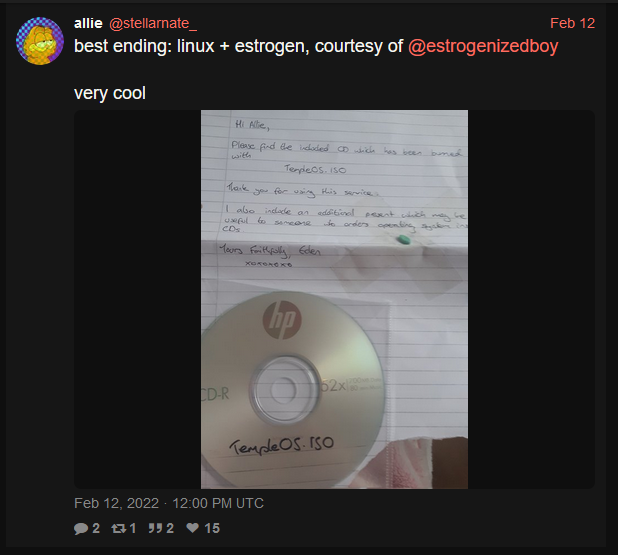 allie @stellarnate_ Feb 12
best ending: linux + estrogen, courtesy of @estrogenizedboy
very cool
Hi Allie,
Please find the included CD which has been burned
with
TempleOS.ISO
Thank you for using this service.
I also include an additional present which may be
useful to someone who orders operating system
CDs
Yours Faithfully, Eden
hp
CD-R
52x
TempleOS.ISO
Feb 12, 2022 · 12:00 PM UTC
2 1 2 15